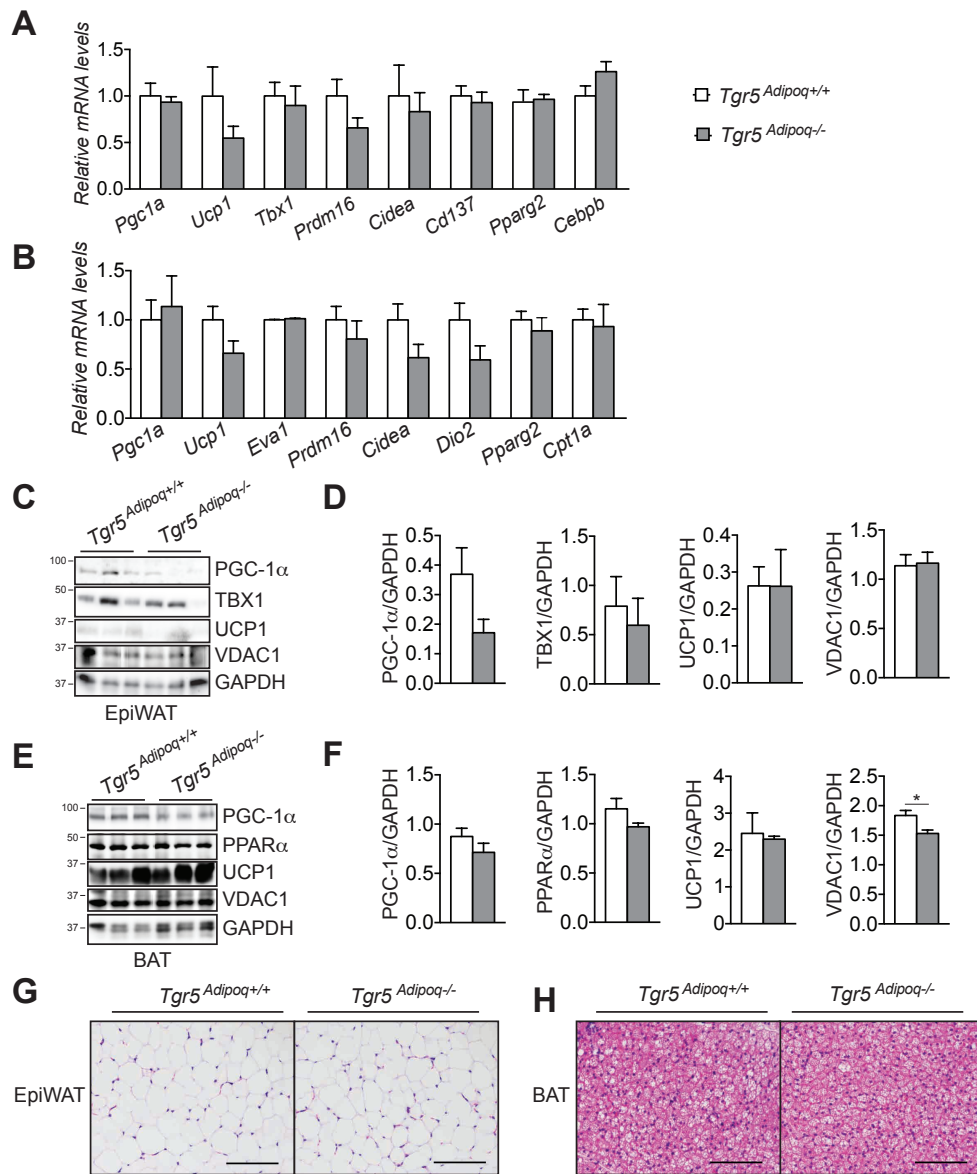 A
Relative mRNA levels
1.5
1.0
0.5
0.0
Pgc1a
Ucp1
Tbx1
Prdm16
Cidea
Cd137
Pparg2
Cebpb
Tgr5 Adipoq+/+
Tgr5 Adipoq-/-
B
Relative mRNA levels
1.5
1.0
0.5
0.0
Pgc1a
Ucp1
Eva1
Prdm16
Cidea
Dio2
Pparg2
Cpt1a
C
Tgr5 Adipoq+/+
Tgr5 Adipoq-/-
100
PGC-1α
50
TBX1
37
UCP1
VDAC1
37
GAPDH
EpiWAT
D
PGC-1α/GAPDH
0.5
0.4
0.3
0.2
0.1
0.0
TBX1/GAPDH
1.5
1.0
0.5
0.0
UCP1/GAPDH
0.4
0.3
0.2
0.1
0.0
VDAC1/GAPDH
1.5
1.0
0.5
0.0
E
Tgr5 Adipoq+/+
Tgr5 Adipoq-/-
100
PGC-1α
50
PPARα
37
UCP1
37
VDAC1
37
GAPDH
BAT
F
PGC-1α/GAPDH
1.5
1.0
0.5
0.0
PPARα/GAPDH
1.5
1.0
0.5
0.0
UCP1/GAPDH
4
3
2
1
0
VDAC1/GAPDH
2.5
2.0
1.5
1.0
0.5
0.0
*
G
Tgr5 Adipoq+/+
Tgr5 Adipoq-/-
EpiWAT
H
Tgr5 Adipoq+/+
Tgr5 Adipoq-/-
BAT